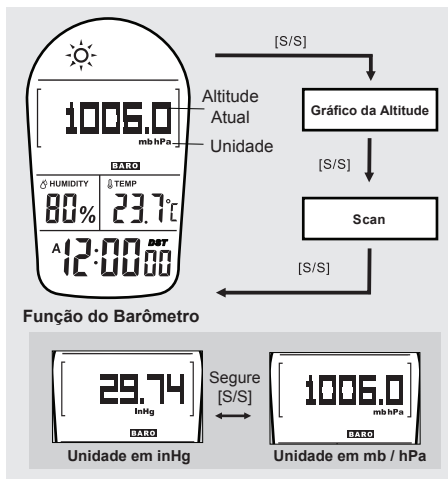 [S/S]
1006.0
mb hPa
BARO
HUMIDITY
TEMP
80%
23.7°C
A 12:00 00
DST
Altitude
Atual
Unidade
Gráfico da Altitude
[S/S]
Scan
[S/S]
Função do Barômetro
29.74
InHg
BARO
Segure
[S/S]
1006.0
mb hPa
BARO
Unidade em inHg
Unidade em mb / hPa